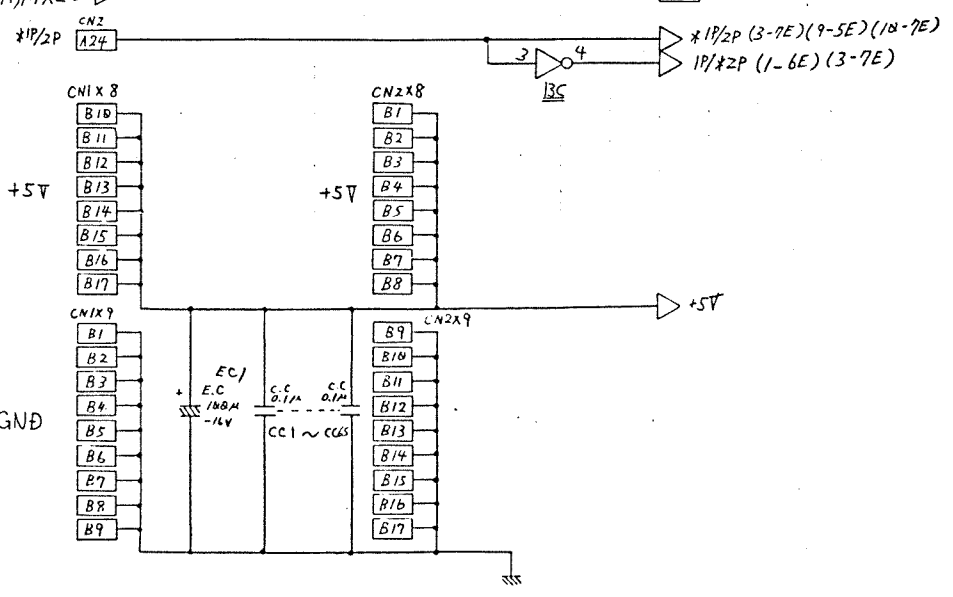 CN2
*1P/2P
A24
*1P/2P (3-7E)(9-5E)(10-7E)
3
4
1P/*2P (1-6E)(3-7E)
13C
CN1X8
CN2X8
B10
B1
B11
B2
B12
B3
+5V
B13
+5V
B4
B14
B5
B15
B6
B16
B7
B17
B8
+5V
CN1X9
CN2X9
B1
B9
B2
B10
B3
EC1
B11
+
E.C
100μ
-16V
C.C
0.1μ
C.C
0.1μ
B4
B12
GND
B5
CC1 ~ CC65
B13
B6
B14
B7
B15
B8
B16
B9
B17